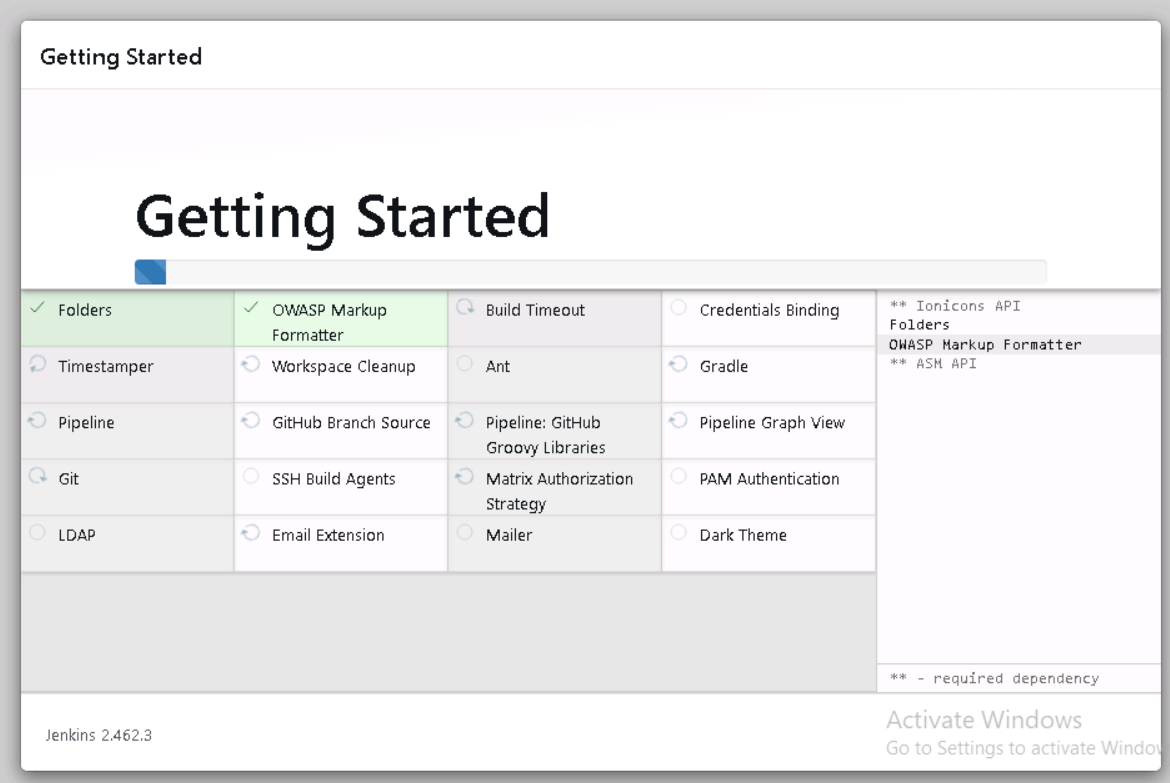 Getting Started
Getting Started
Folders
OWASP Markup
Formatter
Build Timeout
Credentials Binding
Timestamper
Workspace Cleanup
Ant
Gradle
Pipeline
GitHub Branch Source
Pipeline: GitHub
Groovy Libraries
Pipeline Graph View
Git
SSH Build Agents
Matrix Authorization
Strategy
PAM Authentication
LDAP
Email Extension
Mailer
Dark Theme
** Ionicons API
Folders
OWASP Markup Formatter
** ASM API
** - required dependency
Jenkins 2.462.3
Activate Windows
Go to Settings to activate Window